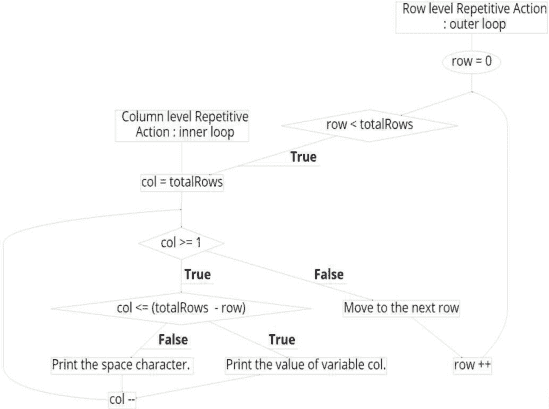 Row level Repetitive Action
: outer loop
row = 0
Column level Repetitive
Action : inner loop
row < totalRows
True
col = totalRows
col >= 1
True
False
col <= (totalRows - row)
Move to the next row
False
True
Print the space character.
Print the value of variable col.
row ++
col --